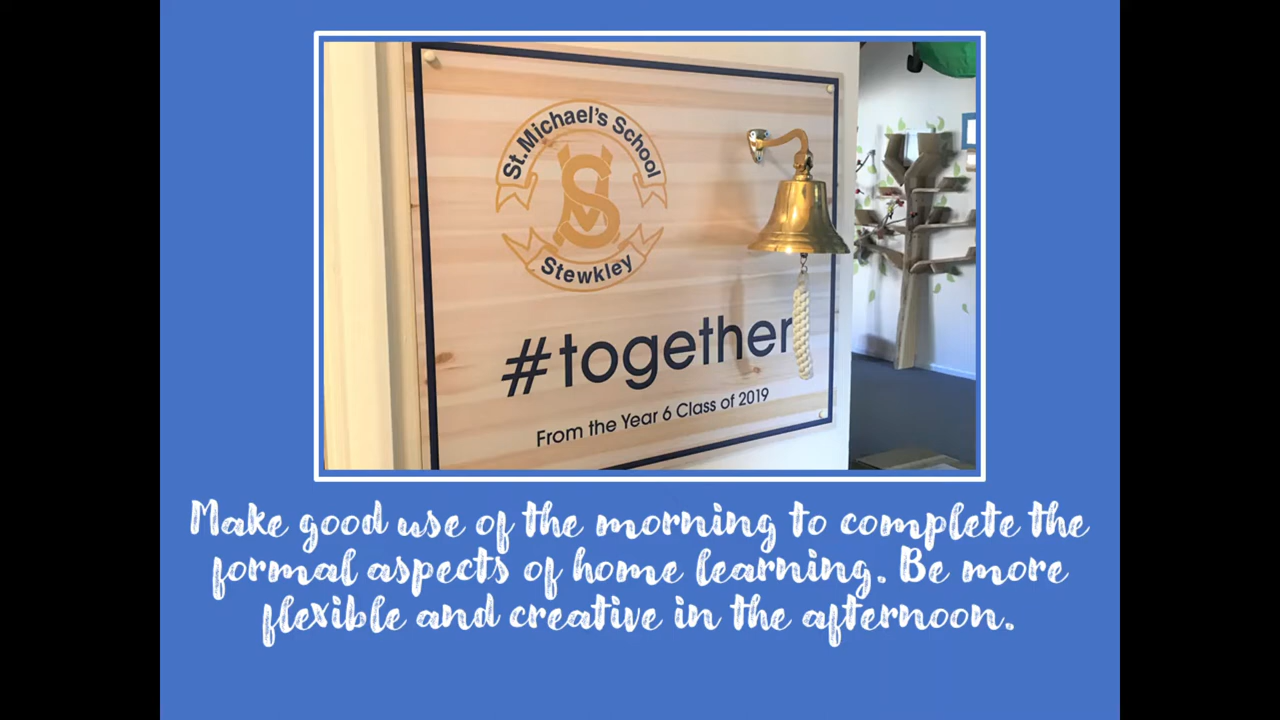 St. Michael's School
SM
Stewkley
#together
From the Year 6 Class of 2019
Make good use of the morning to complete the
formal aspects of home learning. Be more
flexible and creative in the afternoon.